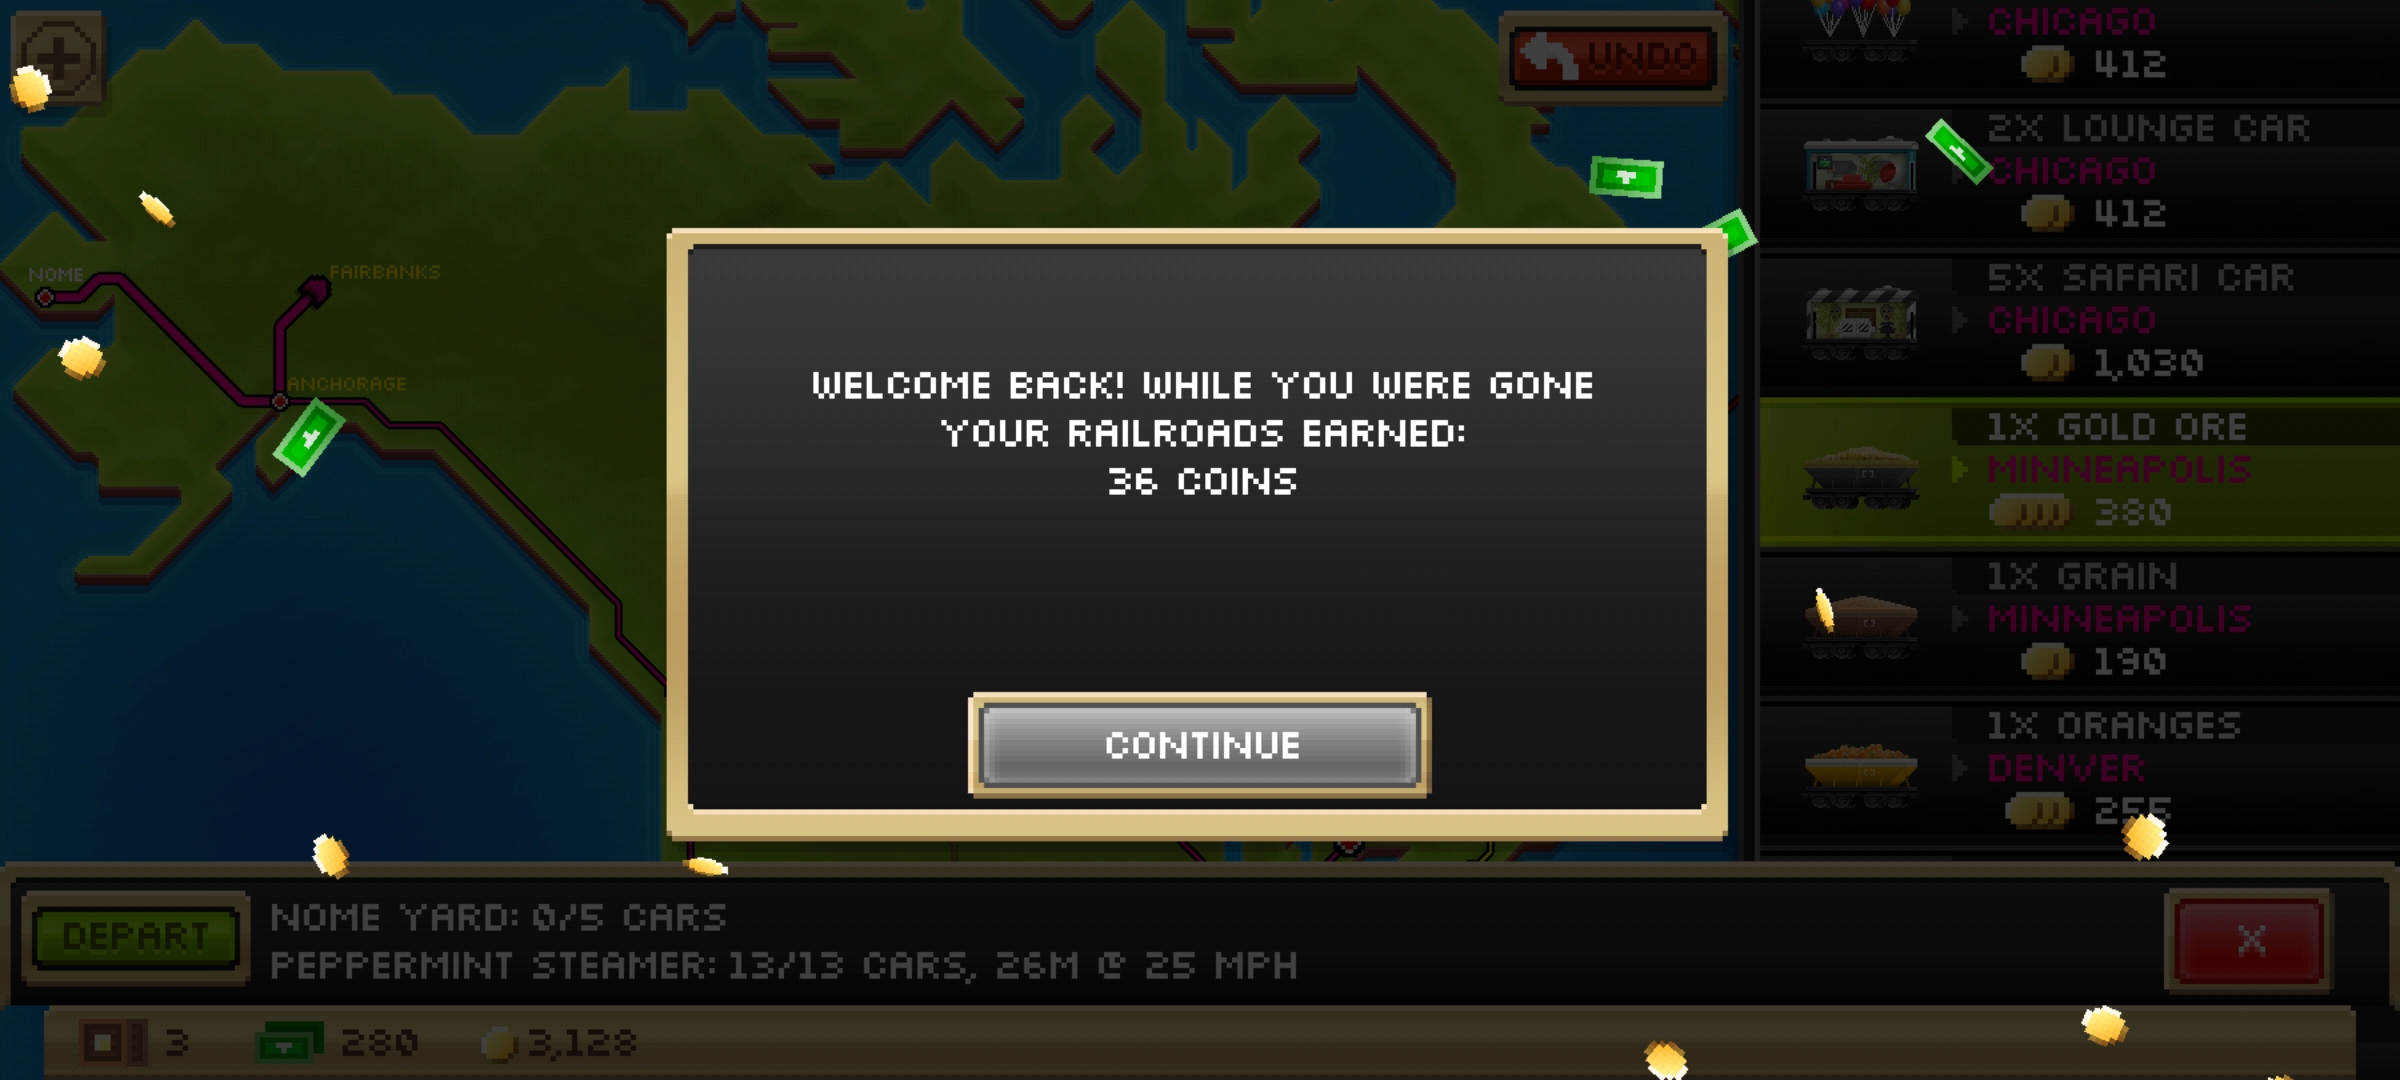 UNDO
CHICAGO
412
2X LOUNGE CAR
CHICAGO
412
5X SAFARI CAR
CHICAGO
1,030
1X GOLD ORE
MINNEAPOLIS
380
1X GRAIN
MINNEAPOLIS
190
1X ORANGES
DENVER
255
NOME
FAIRBANKS
ANCHORAGE
WELCOME BACK! WHILE YOU WERE GONE
YOUR RAILROADS EARNED:
36 COINS
CONTINUE
DEPART
NOME YARD: 0/5 CARS
PEPPERMINT STEAMER: 13/13 CARS, 26M @ 25 MPH
X
3
280
3,128